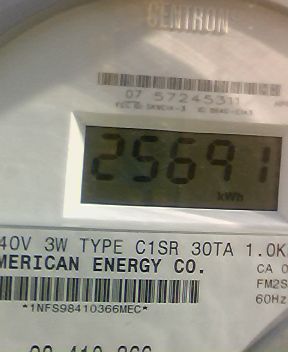 CENTRON
07 57245311
25691
kWh
40V 3W TYPE C1SR 30TA 1.0K
MERICAN ENERGY CO.
CA 0
FM2S
60Hz
*1NFS98410366MEC*